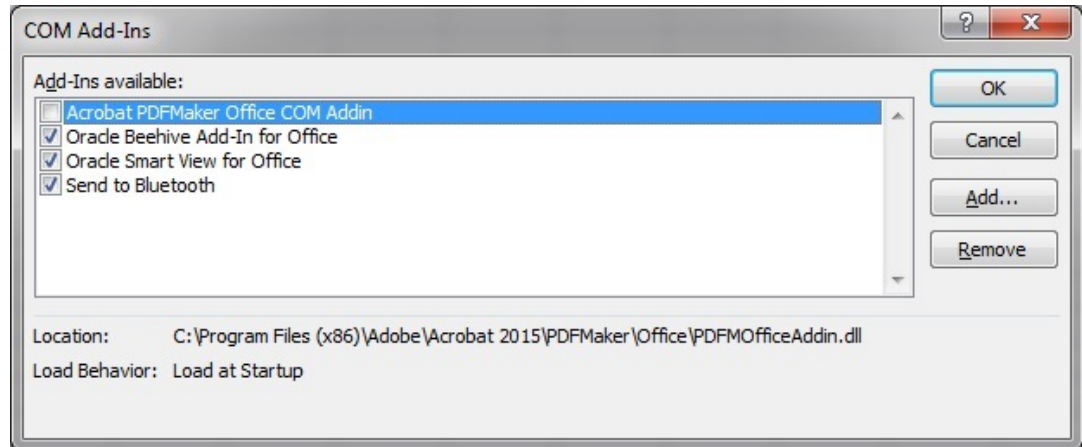 COM Add-Ins
?
Add-Ins available:
Acrobat PDFMaker Office COM Addin
Oracle Beehive Add-In for Office
Oracle Smart View for Office
Send to Bluetooth
OK
Cancel
Add...
Remove
Location: C:\Program Files (x86)\Adobe\Acrobat 2015\PDFMaker\Office\PDFMOfficeAddin.dll
Load Behavior: Load at Startup